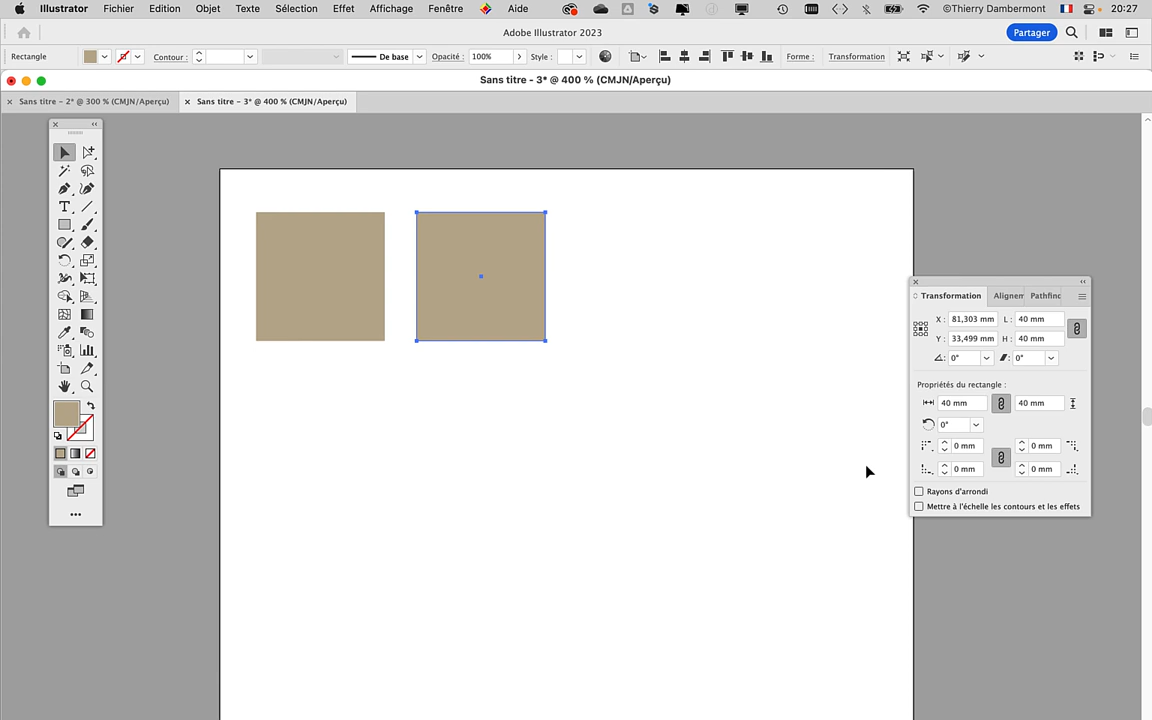 Illustrator Fichier Edition Objet Texte Sélection Effet Affichage Fenêtre Aide ©Thierry Dambermont 20:27
Adobe Illustrator 2023 Partager
Rectangle Contour : De base Opacité : 100% Style : Forme : Transformation
Sans titre - 3* @ 400 % (CMJN/Aperçu)
Sans titre - 2* @ 300 % (CMJN/Aperçu) Sans titre - 3* @ 400 % (CMJN/Aperçu)
Transformation Alignem Pathfinc
X : 81,303 mm L : 40 mm
Y : 33,499 mm H : 40 mm
0° 0°
Propriétés du rectangle :
40 mm 40 mm
0°
0 mm 0 mm
0 mm 0 mm
Rayons d'arrondi
Mettre à l'échelle les contours et les effets